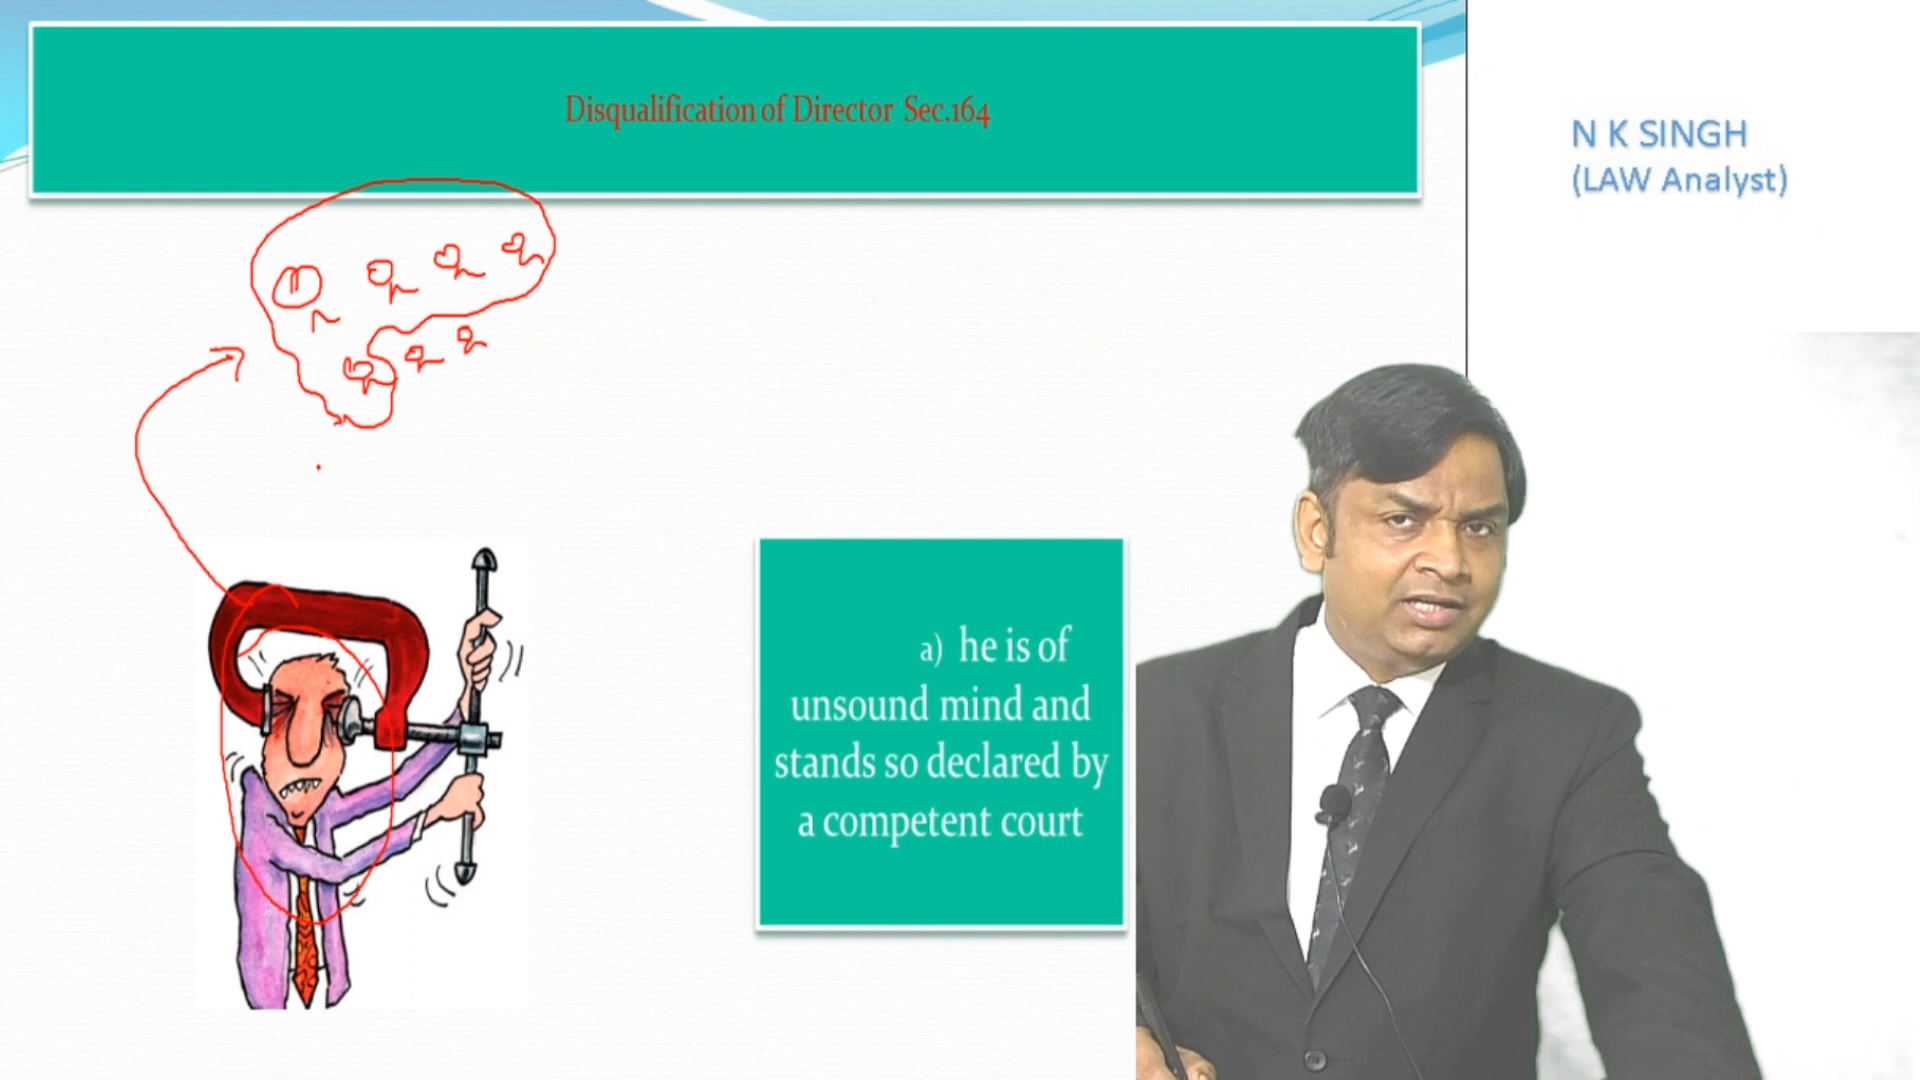 Disqualification of Director Sec.164
N K SINGH
(LAW Analyst)
a) he is of
unsound mind and
stands so declared by
a competent court